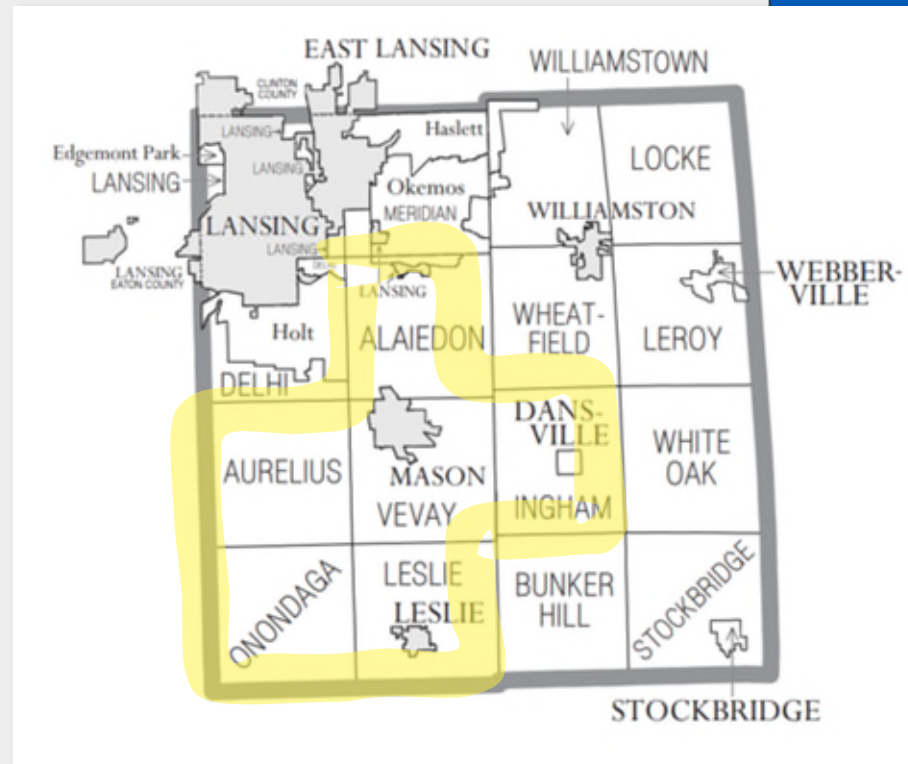 EAST LANSING
WILLIAMSTOWN
CLINTON
COUNTY
LANSING
Haslett
Edgemont Park
LOCKE
LANSING
LANSING
Okemos
MERIDIAN
WILLIAMSTON
LANSING
LANSING
DELHI
LANSING
EATON COUNTY
LANSING
WEBBER-
VILLE
Holt
ALAIEDON
WHEAT-
FIELD
LEROY
DELHI
DANS-
VILLE
AURELIUS
MASON
WHITE
OAK
VEVAY
INGHAM
ONONDAGA
LESLIE
LESLIE
BUNKER
HILL
STOCKBRIDGE
STOCKBRIDGE